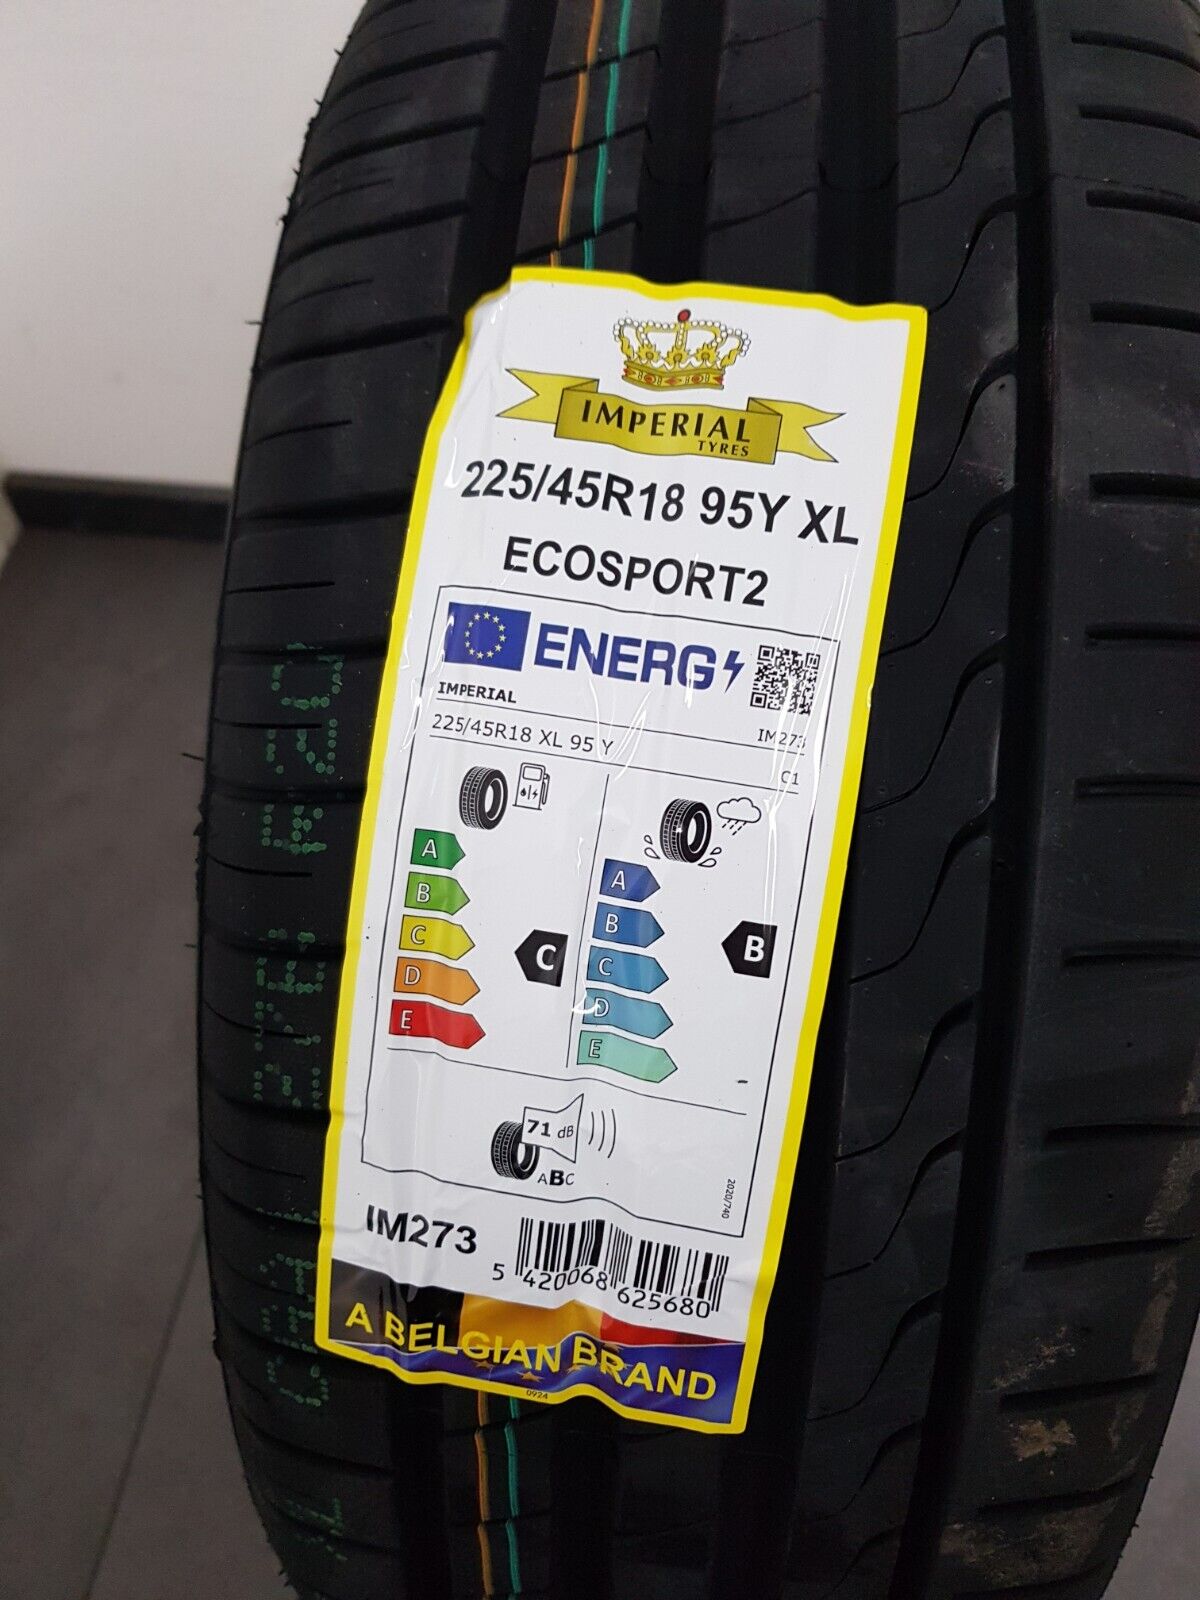 IMPERIAL
TYRES
225/45R18 95Y XL
ECOSPORT2
ENERG
IMPERIAL
IM273
225/45R18 XL 95 Y
C1
A
B
C
D
E
C
A
B
C
D
E
B
71 dB
ABC
2020/740
IM273
5 420068 625680
A BELGIAN BRAND
0924